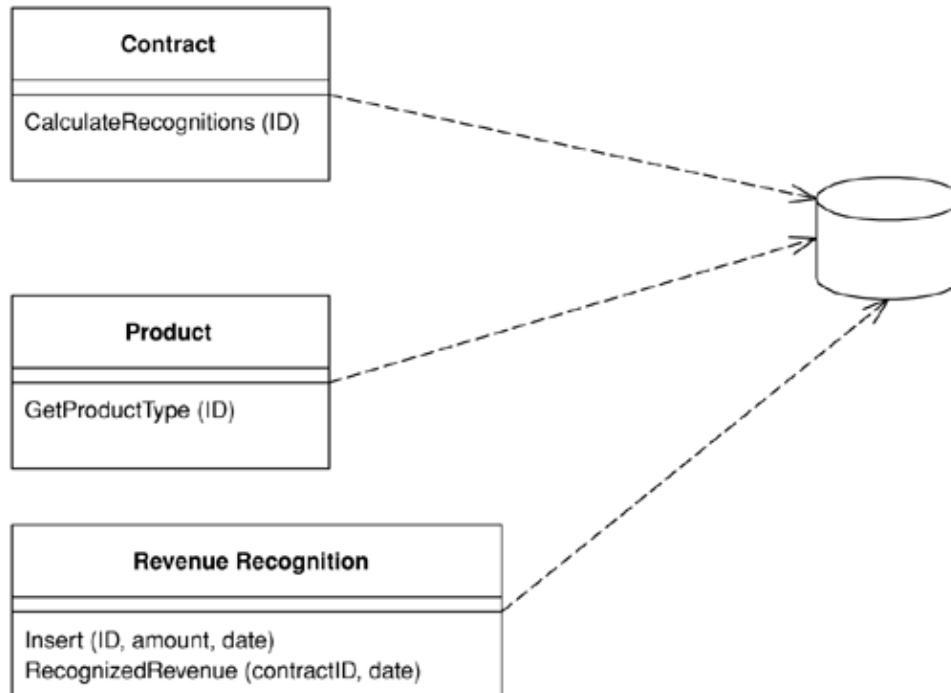 Contract
CalculateRecognitions (ID)
Product
GetProductType (ID)
Revenue Recognition
Insert (ID, amount, date)
RecognizedRevenue (contractID, date)